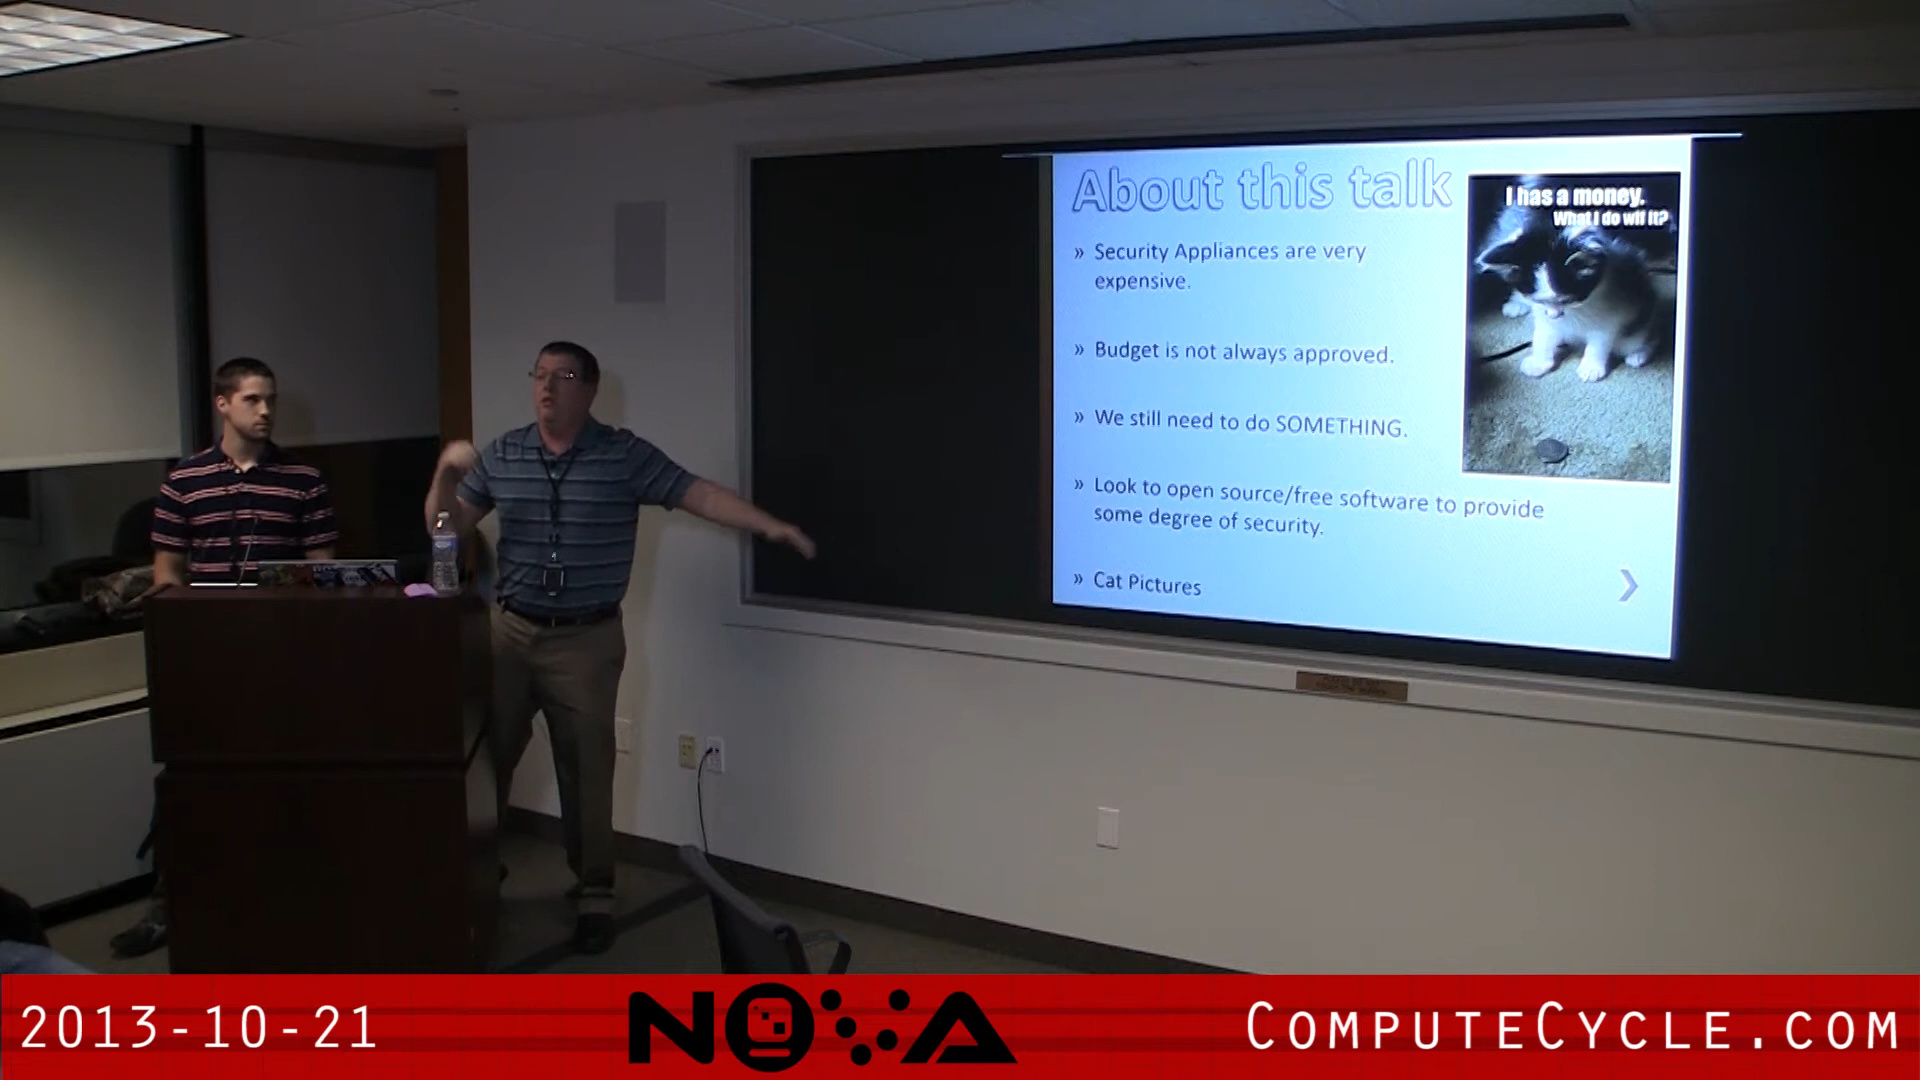 About this talk
I has a money.
What I do wif it?
» Security Appliances are very
expensive.
» Budget is not always approved.
» We still need to do SOMETHING.
» Look to open source/free software to provide
some degree of security.
» Cat Pictures
2013-10-21
NOVA
COMPUTECYCLE.COM